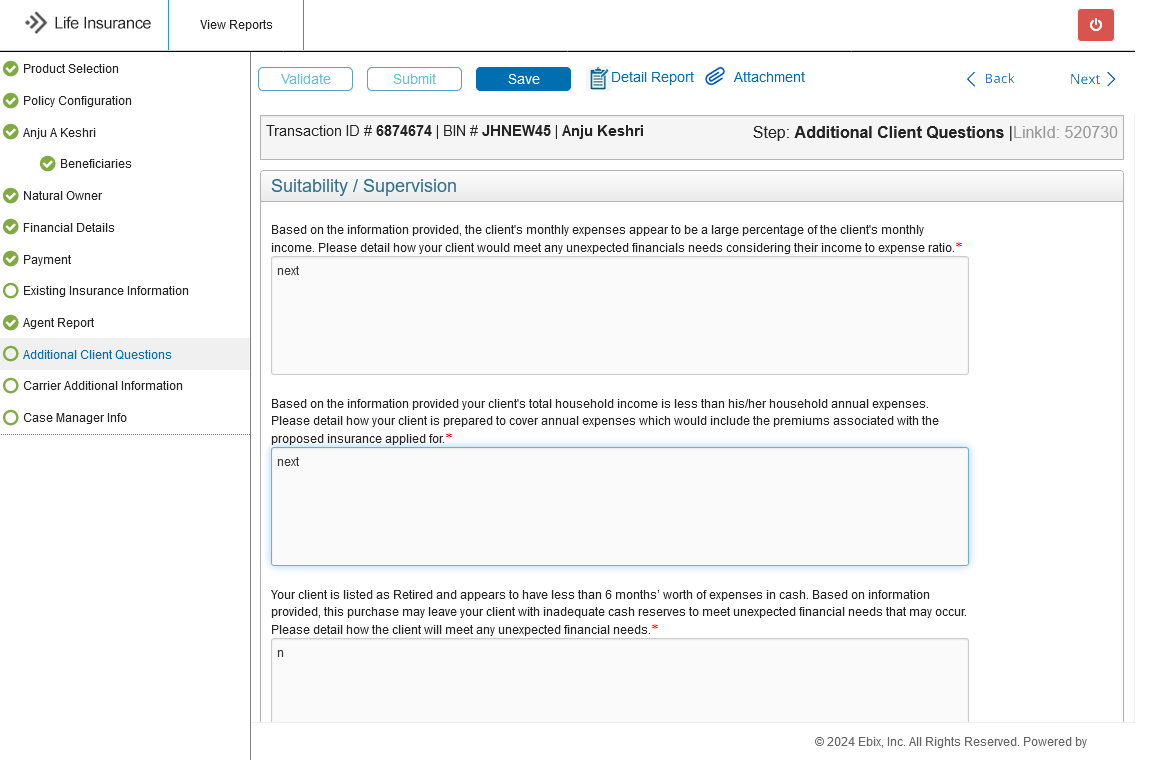 Life Insurance
View Reports
Product Selection
Policy Configuration
Anju A Keshri
Beneficiaries
Natural Owner
Financial Details
Payment
Existing Insurance Information
Agent Report
Additional Client Questions
Carrier Additional Information
Case Manager Info
Validate
Submit
Save
Detail Report
Attachment
Back
Next
Transaction ID # 6874674 | BIN # JHNEW45 | Anju Keshri
Step: Additional Client Questions |LinkId: 520730
Suitability / Supervision
Based on the information provided, the client's monthly expenses appear to be a large percentage of the client's monthly
income. Please detail how your client would meet any unexpected financials needs considering their income to expense ratio.*
next
Based on the information provided your client's total household income is less than his/her household annual expenses.
Please detail how your client is prepared to cover annual expenses which would include the premiums associated with the
proposed insurance applied for.*
next
Your client is listed as Retired and appears to have less than 6 months' worth of expenses in cash. Based on information
provided, this purchase may leave your client with inadequate cash reserves to meet unexpected financial needs that may occur.
Please detail how the client will meet any unexpected financial needs.*
n
© 2024 Ebix, Inc. All Rights Reserved. Powered by